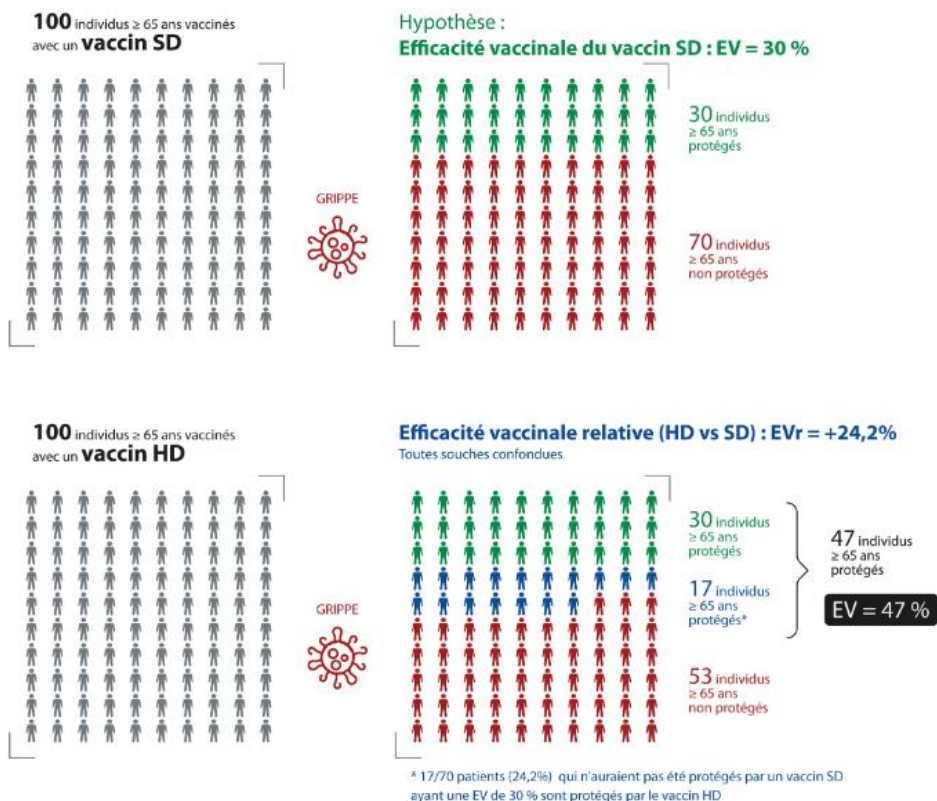 100 individus ≥ 65 ans vaccinés
avec un vaccin SD
Hypothèse :
Efficacité vaccinale du vaccin SD : EV = 30 %
30 individus
≥ 65 ans
protégés
GRIPPE
70 individus
≥ 65 ans
non protégés
100 individus ≥ 65 ans vaccinés
avec un vaccin HD
Efficacité vaccinale relative (HD vs SD) : EVr = +24,2%
Toutes souches confondues
30 individus
≥ 65 ans
protégés
17 individus
≥ 65 ans
protégés*
47 individus
≥ 65 ans
protégés
EV = 47 %
GRIPPE
53 individus
≥ 65 ans
non protégés
* 17/70 patients (24,2%) qui n'auraient pas été protégés par un vaccin SD
ayant une EV de 30 % sont protégés par le vaccin HD